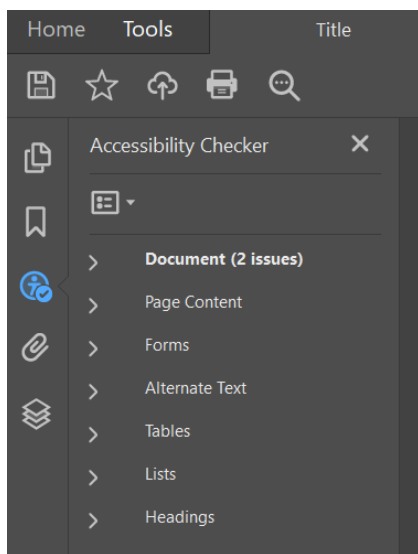 Home Tools Title
Accessibility Checker
Document (2 issues)
Page Content
Forms
Alternate Text
Tables
Lists
Headings